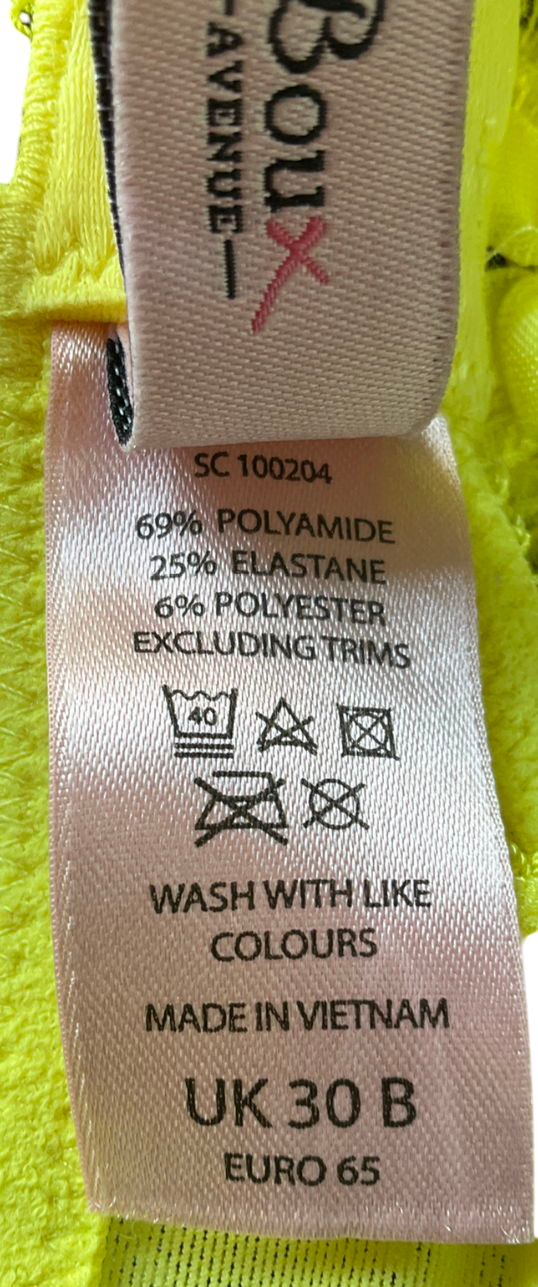 Boux
AVENUE
SC 100204
69% POLYAMIDE
25% ELASTANE
6% POLYESTER
EXCLUDING TRIMS
40
WASH WITH LIKE
COLOURS
MADE IN VIETNAM
UK 30 B
EURO 65